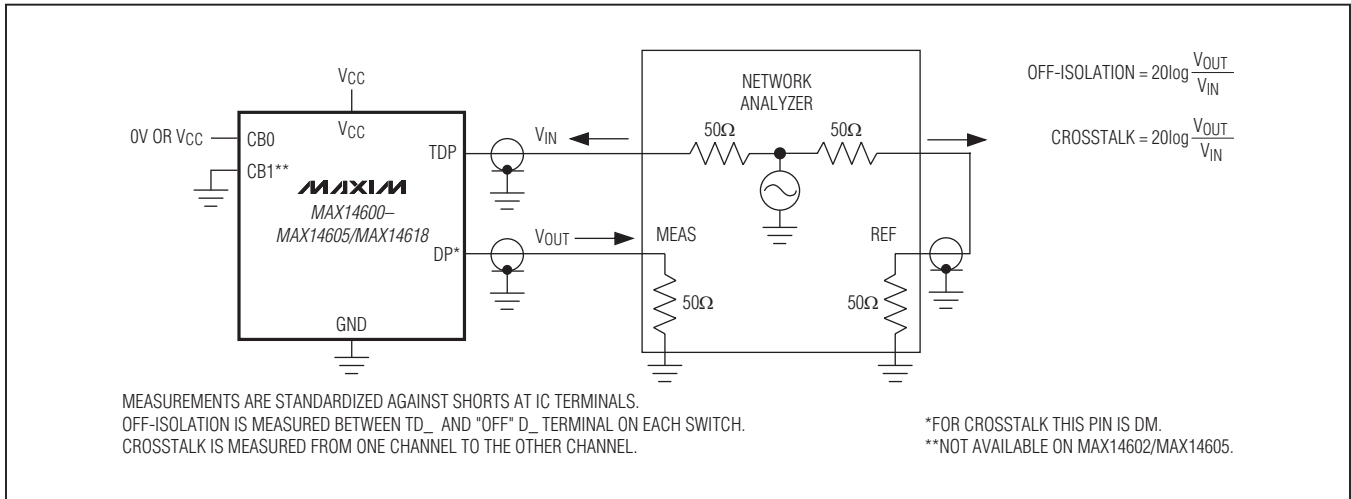 VCC
0V OR VCC
CB0
VCC
CB1**
TDP
MAXIM
MAX14600–
MAX14605/MAX14618
DP*
GND
VIN
VOUT
NETWORK
ANALYZER
50Ω
50Ω
MEAS
REF
50Ω
50Ω
OFF-ISOLATION = 20log VOUT
VIN
CROSSTALK = 20log VOUT
VIN
MEASUREMENTS ARE STANDARDIZED AGAINST SHORTS AT IC TERMINALS.
OFF-ISOLATION IS MEASURED BETWEEN TD_ AND "OFF" D_ TERMINAL ON EACH SWITCH.
CROSSTALK IS MEASURED FROM ONE CHANNEL TO THE OTHER CHANNEL.
*FOR CROSSTALK THIS PIN IS DM.
**NOT AVAILABLE ON MAX14602/MAX14605.